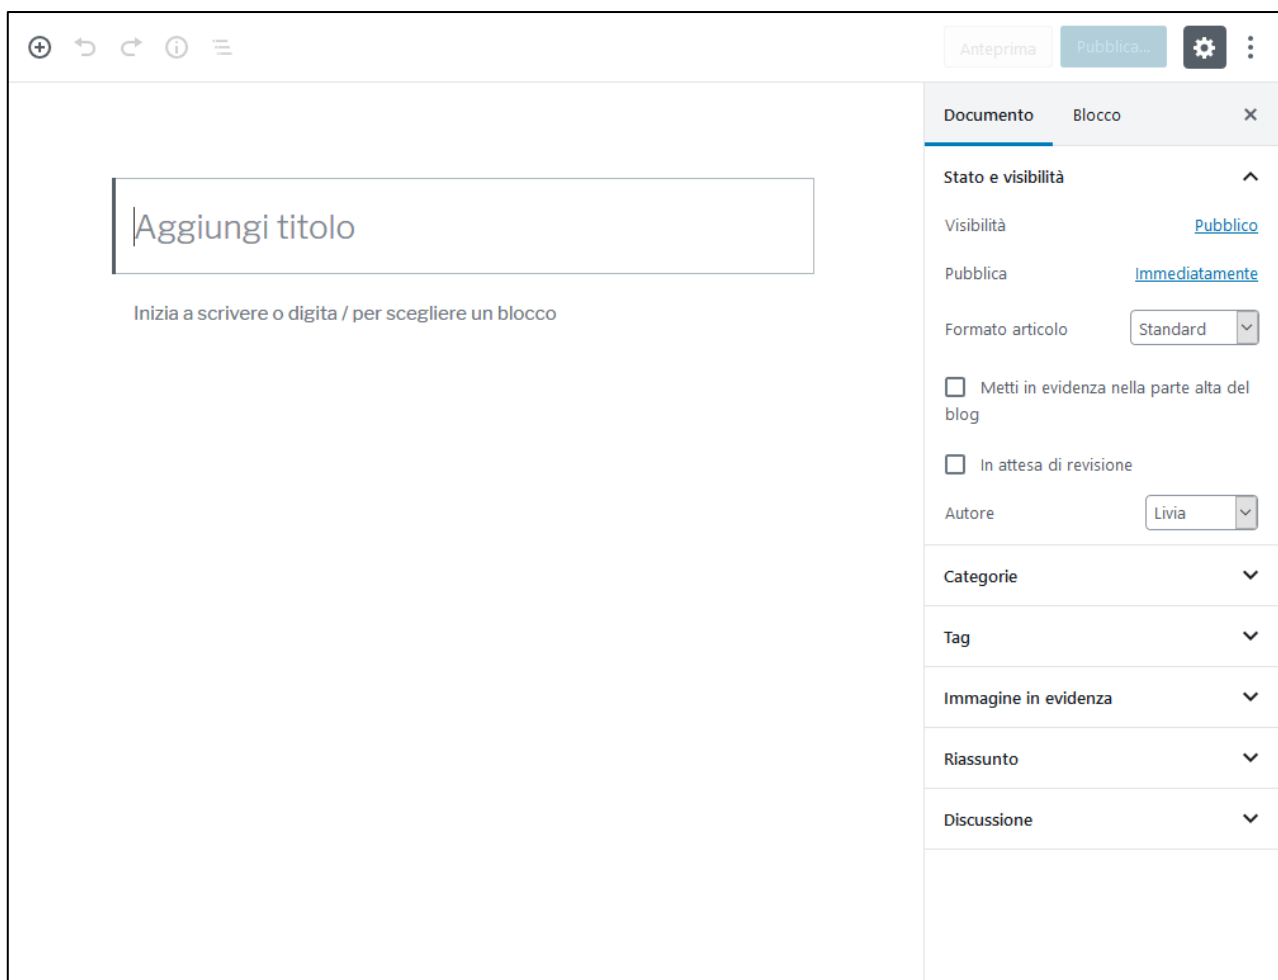 Anteprima
Pubblica...
Documento
Blocco
Aggiungi titolo
Inizia a scrivere o digita / per scegliere un blocco
Stato e visibilità
Visibilità Pubblico
Pubblica Immediatamente
Formato articolo Standard
Metti in evidenza nella parte alta del
blog
In attesa di revisione
Autore Livia
Categorie
Tag
Immagine in evidenza
Riassunto
Discussione